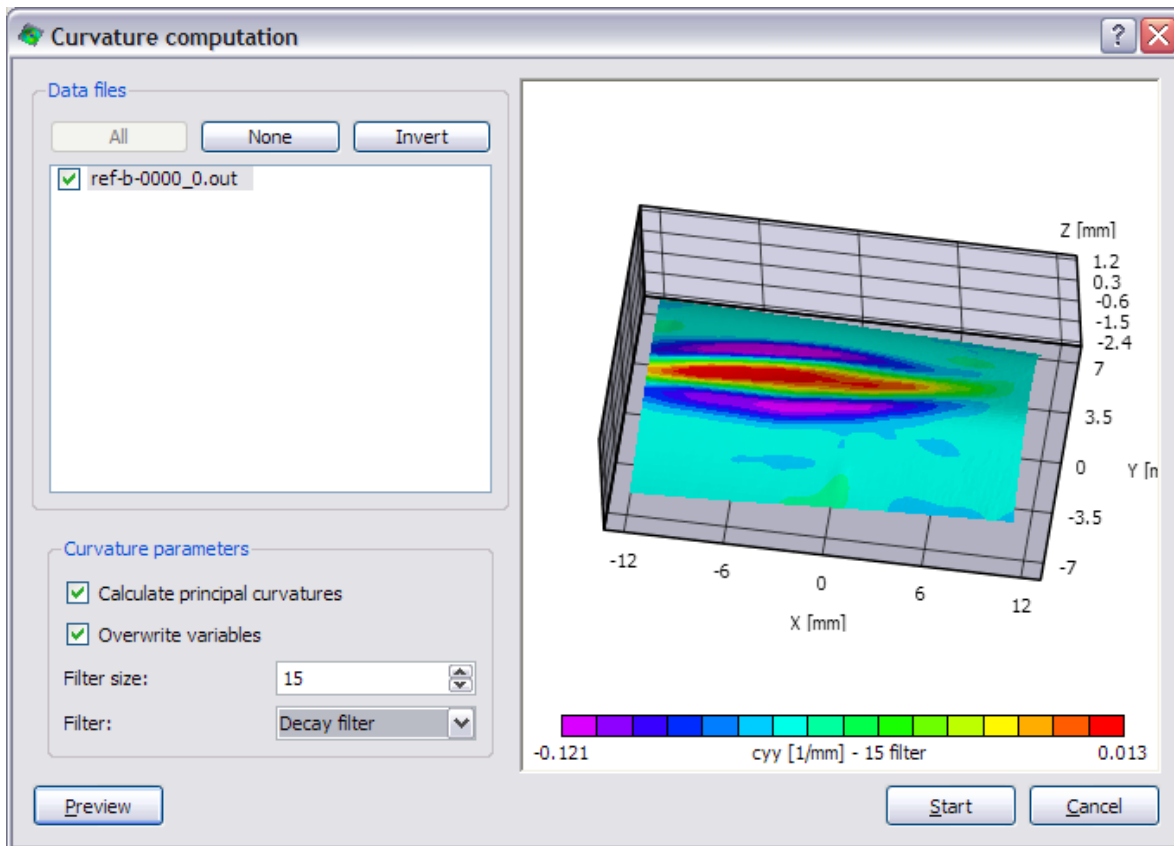 Curvature computation
Data files
All None Invert
ref-b-0000_0.out
Curvature parameters
Calculate principal curvatures
Overwrite variables
Filter size: 15
Filter: Decay filter
Preview
Z [mm]
1.2
0.3
-0.6
-1.5
-2.4
7
3.5
0 Y [n
-3.5
-7
-12 -6 0 6 12
X [mm]
-0.121 cyy [1/mm] - 15 filter 0.013
Start Cancel